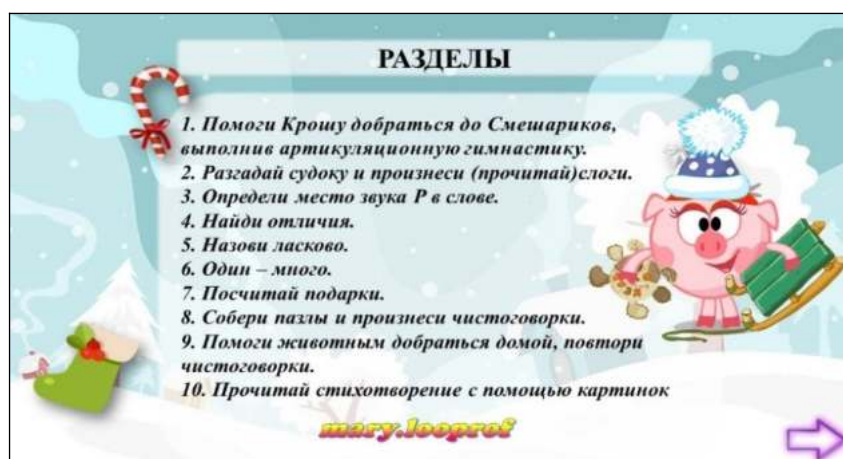 РАЗДЕЛЫ
1. Помоги Крошу добраться до Смешариков,
выполнив артикуляционную гимнастику.
2. Разгадай судоку и произнеси (прочитай)слоги.
3. Определи место звука Р в слове.
4. Найди отличия.
5. Назови ласково.
6. Один – много.
7. Посчитай подарки.
8. Собери пазлы и произнеси чистоговорки.
9. Помоги животным добраться домой, повтори
чистоговорки.
10. Прочитай стихотворение с помощью картинок
mary.looprof